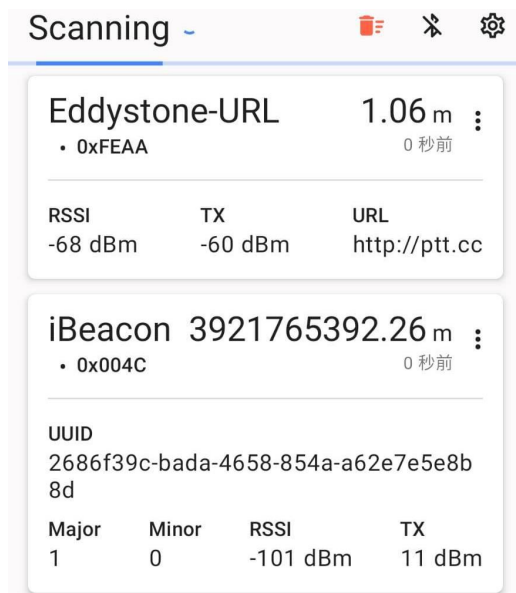 Scanning
Eddystone-URL 1.06 m
• 0xFEAA 0 秒前
RSSI TX URL
-68 dBm -60 dBm http://ptt.cc
iBeacon 3921765392.26 m
• 0x004C 0 秒前
UUID
2686f39c-bada-4658-854a-a62e7e5e8b
8d
Major Minor RSSI TX
1 0 -101 dBm 11 dBm